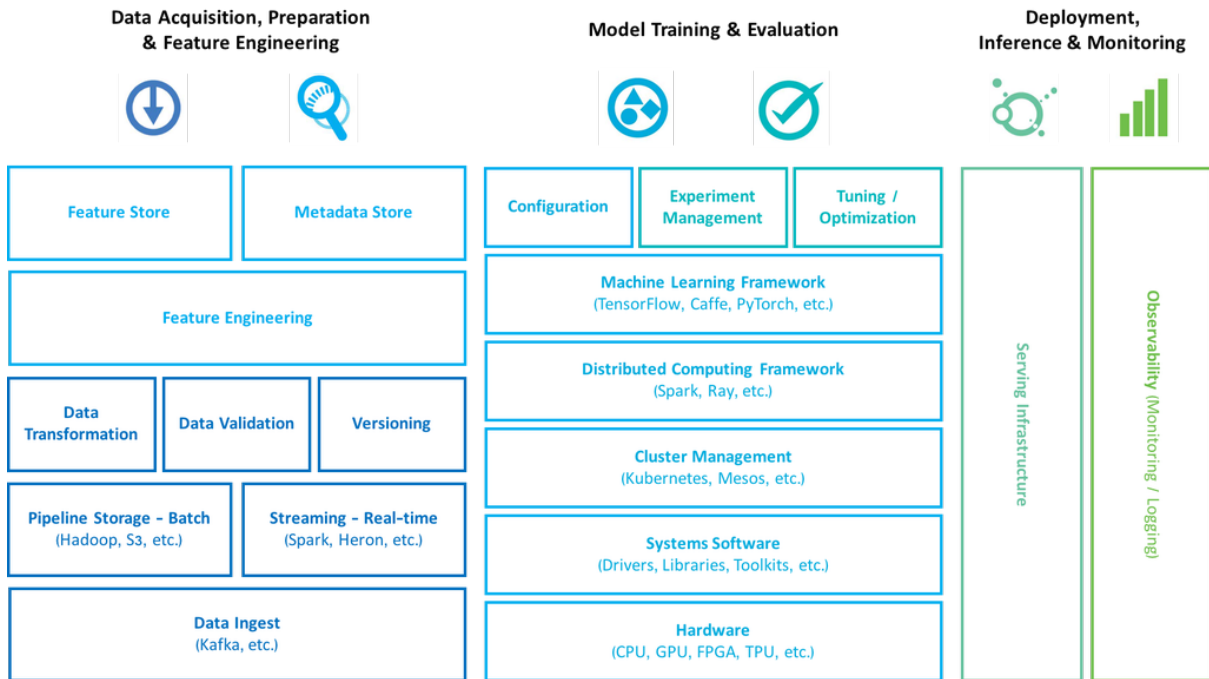 Data Acquisition, Preparation
& Feature Engineering
Model Training & Evaluation
Deployment,
Inference & Monitoring
Feature Store
Metadata Store
Feature Engineering
Data
Transformation
Data Validation
Versioning
Pipeline Storage - Batch
(Hadoop, S3, etc.)
Streaming - Real-time
(Spark, Heron, etc.)
Data Ingest
(Kafka, etc.)
Configuration
Experiment
Management
Tuning /
Optimization
Machine Learning Framework
(TensorFlow, Caffe, PyTorch, etc.)
Distributed Computing Framework
(Spark, Ray, etc.)
Cluster Management
(Kubernetes, Mesos, etc.)
Systems Software
(Drivers, Libraries, Toolkits, etc.)
Hardware
(CPU, GPU, FPGA, TPU, etc.)
Serving Infrastructure
Observability (Monitoring / Logging)